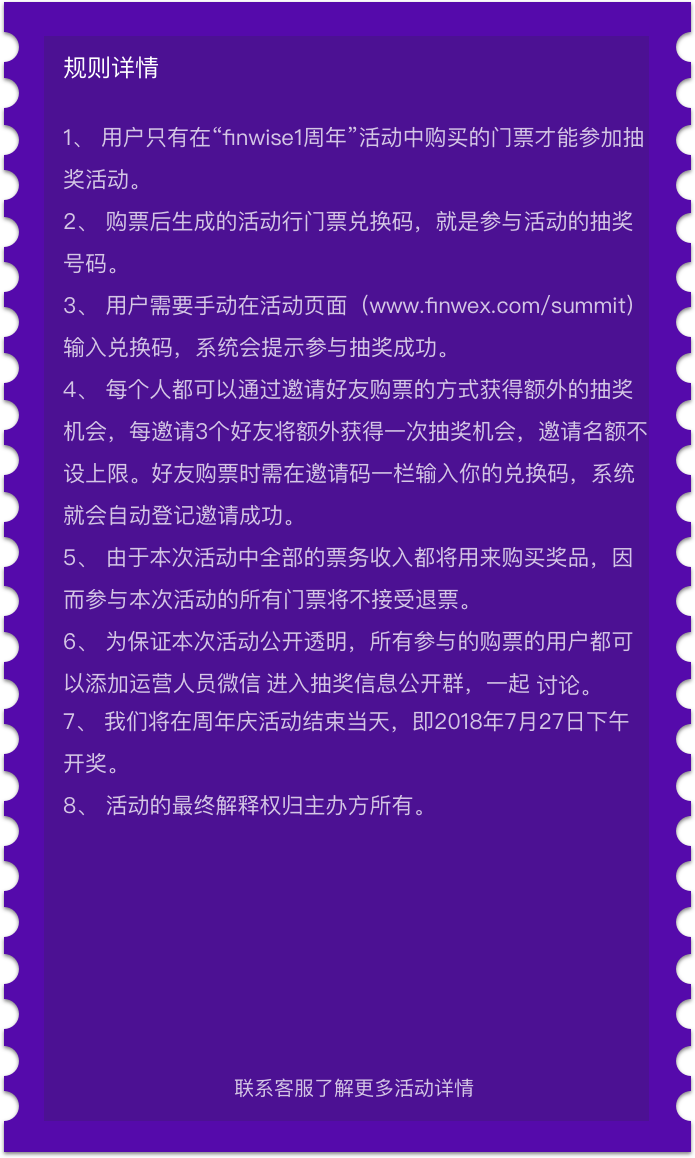 规则详情
1、 用户只有在“finwise1周年”活动中购买的门票才能参加抽
奖活动。
2、 购票后生成的活动行门票兑换码，就是参与活动的抽奖
号码。
3、 用户需要手动在活动页面（www.finwex.com/summit）
输入兑换码，系统会提示参与抽奖成功。
4、 每个人都可以通过邀请好友购票的方式获得额外的抽奖
机会，每邀请3个好友将额外获得一次抽奖机会，邀请名额不
设上限。好友购票时需在邀请码一栏输入你的兑换码，系统
就会自动登记邀请成功。
5、 由于本次活动中全部的票务收入都将用来购买奖品，因
而参与本次活动的所有门票将不接受退票。
6、 为保证本次活动公开透明，所有参与的购票的用户都可
以添加运营人员微信 进入抽奖信息公开群，一起 讨论。
7、 我们将在周年庆活动结束当天，即2018年7月27日下午
开奖。
8、 活动的最终解释权归主办方所有。
联系客服了解更多活动详情